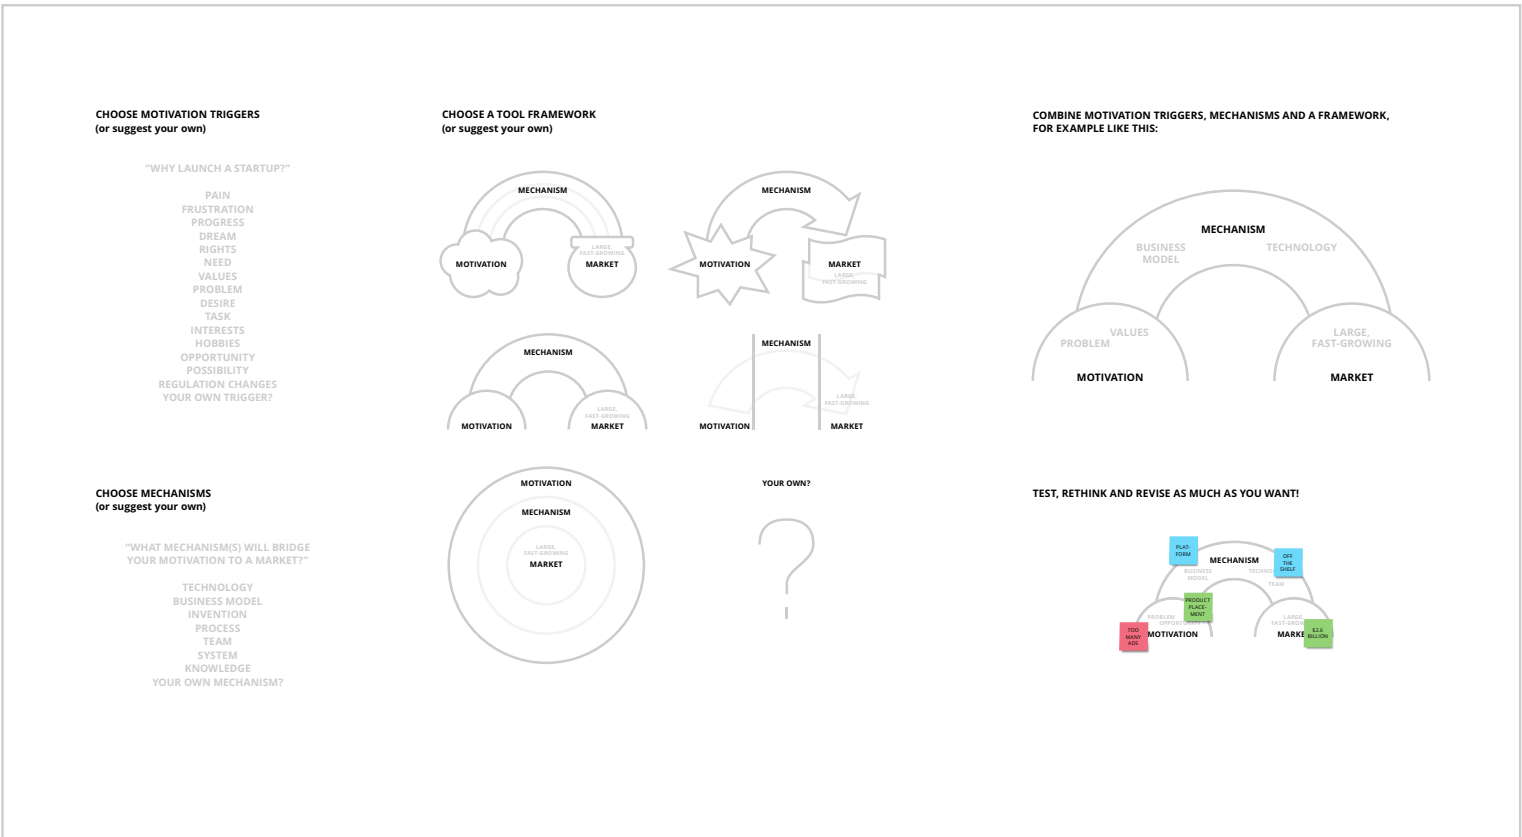 CHOOSE MOTIVATION TRIGGERS
(or suggest your own)
“WHY LAUNCH A STARTUP?”
PAIN
FRUSTRATION
PROGRESS
DREAM
RIGHTS
NEED
VALUES
PROBLEM
DESIRE
TASK
INTERESTS
HOBBIES
OPPORTUNITY
POSSIBILITY
REGULATION CHANGES
YOUR OWN TRIGGER?
CHOOSE MECHANISMS
(or suggest your own)
“WHAT MECHANISM(S) WILL BRIDGE
YOUR MOTIVATION TO A MARKET?”
TECHNOLOGY
BUSINESS MODEL
INVENTION
PROCESS
TEAM
SYSTEM
KNOWLEDGE
YOUR OWN MECHANISM?
CHOOSE A TOOL FRAMEWORK
(or suggest your own)
MECHANISM
LARGE,
FAST-GROWING
MOTIVATION
MARKET
MECHANISM
MOTIVATION
MARKET
LARGE,
FAST-GROWING
MECHANISM
LARGE,
FAST-GROWING
MOTIVATION
MARKET
MECHANISM
LARGE,
FAST-GROWING
MOTIVATION
MARKET
MOTIVATION
MECHANISM
LARGE,
FAST-GROWING
MARKET
YOUR OWN?
?
COMBINE MOTIVATION TRIGGERS, MECHANISMS AND A FRAMEWORK,
FOR EXAMPLE LIKE THIS:
MECHANISM
BUSINESS
MODEL
TECHNOLOGY
VALUES
PROBLEM
MOTIVATION
LARGE,
FAST-GROWING
MARKET
TEST, RETHINK AND REVISE AS MUCH AS YOU WANT!
PLAT-
FORM
MECHANISM
OFF
THE
SHELF
BUSINESS
MODEL
TECHNO
TEAM
PRODUCT
PLACE-
MENT
PROBLEM
TOO
MANY
ADS
MOTIVATION
LARGE,
FAST-GROW
MARKE
$2.6
BILLION